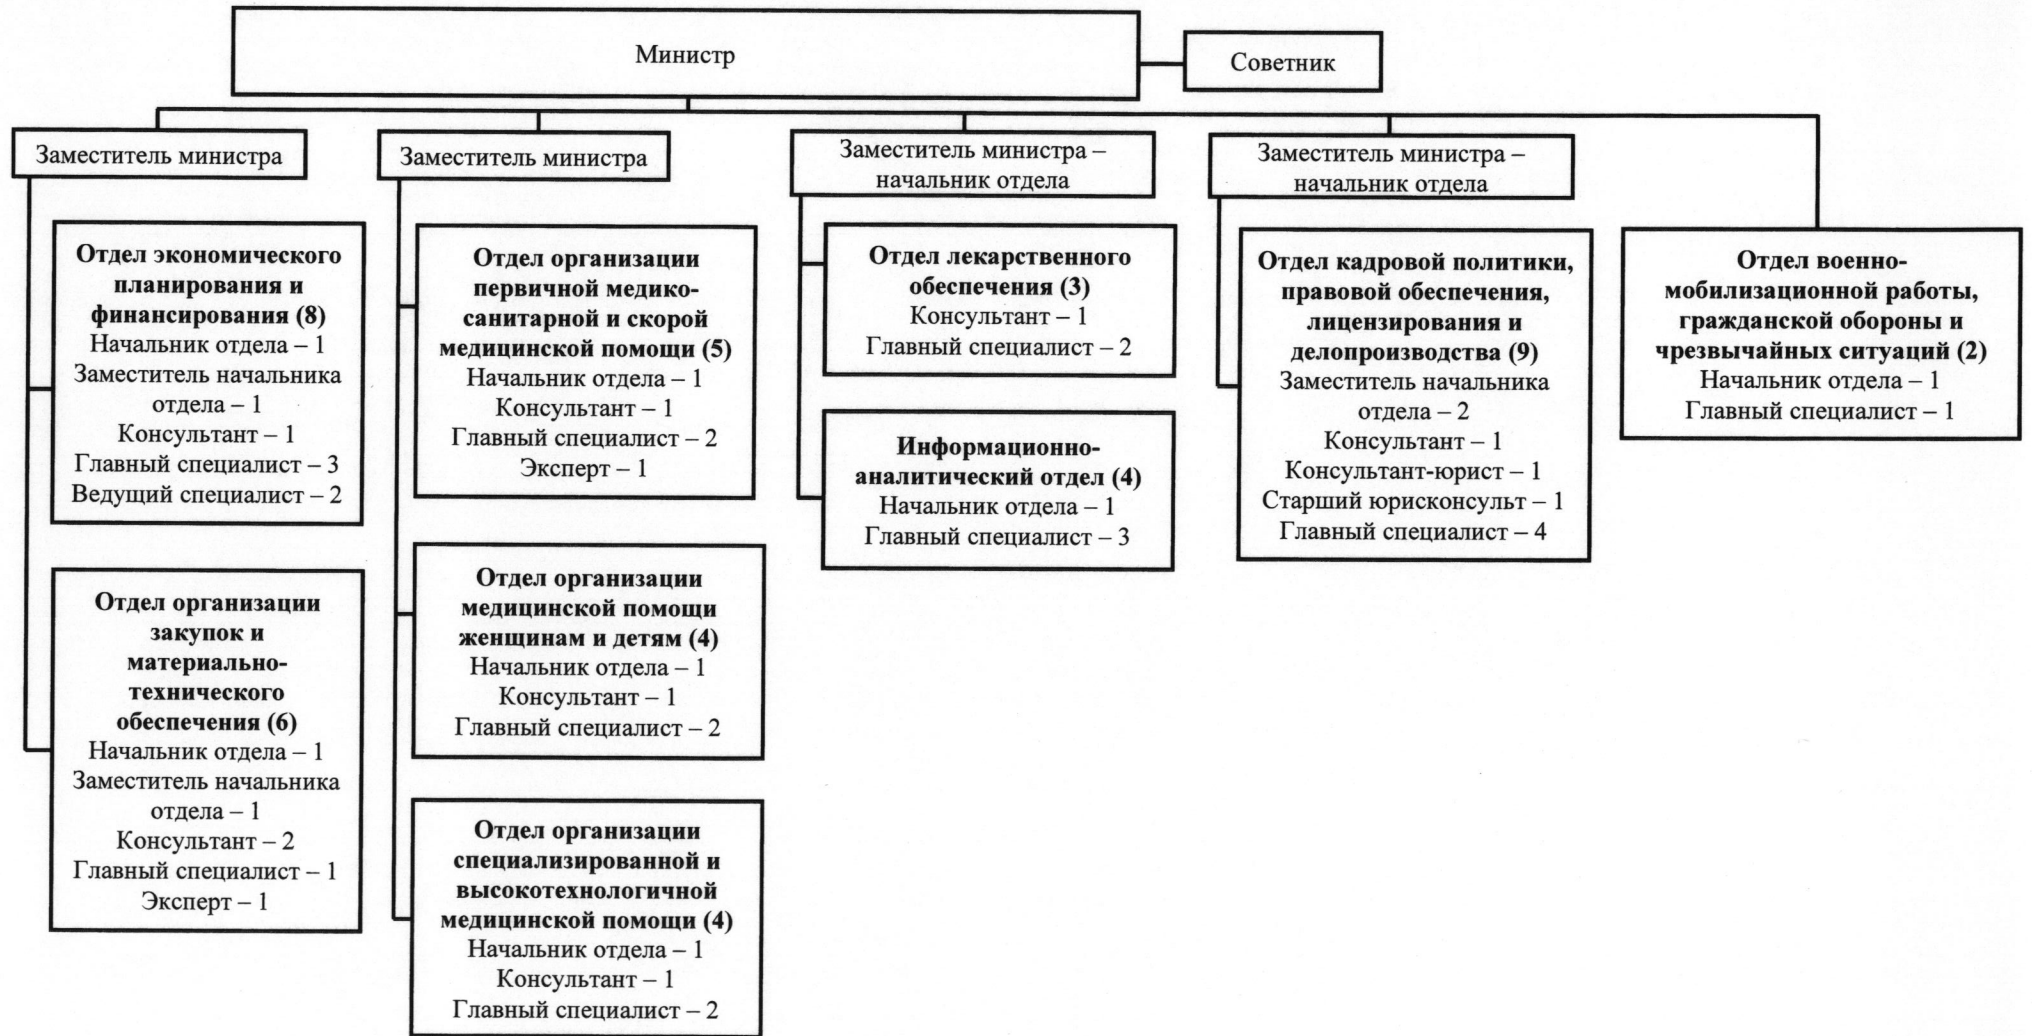 Министр
Советник
Заместитель министра
Отдел экономического
планирования и
финансирования (8)
Начальник отдела – 1
Заместитель начальника
отдела – 1
Консультант – 1
Главный специалист – 3
Ведущий специалист – 2
Отдел организации
закупок и
материально-
технического
обеспечения (6)
Начальник отдела – 1
Заместитель начальника
отдела – 1
Консультант – 2
Главный специалист – 1
Эксперт – 1
Заместитель министра
Отдел организации
первичной медико-
санитарной и скорой
медицинской помощи (5)
Начальник отдела – 1
Консультант – 1
Главный специалист – 2
Эксперт – 1
Отдел организации
медицинской помощи
женщинам и детям (4)
Начальник отдела – 1
Консультант – 1
Главный специалист – 2
Отдел организации
специализированной и
высокотехнологичной
медицинской помощи (4)
Начальник отдела – 1
Консультант – 1
Главный специалист – 2
Заместитель министра –
начальник отдела
Отдел лекарственного
обеспечения (3)
Консультант – 1
Главный специалист – 2
Информационно-
аналитический отдел (4)
Начальник отдела – 1
Главный специалист – 3
Заместитель министра –
начальник отдела
Отдел кадровой политики,
правовой обеспечения,
лицензирования и
делопроизводства (9)
Заместитель начальника
отдела – 2
Консультант – 1
Консультант-юрист – 1
Старший юрисконсульт – 1
Главный специалист – 4
Отдел военно-
мобилизационной работы,
гражданской обороны и
чрезвычайных ситуаций (2)
Начальник отдела – 1
Главный специалист – 1